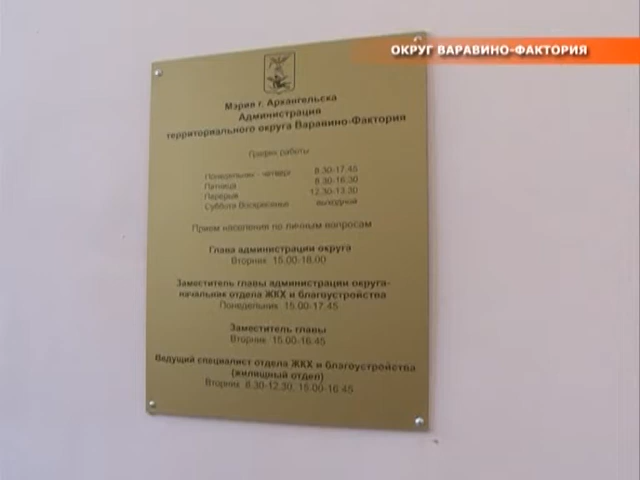 ОКРУГ ВАРАВИНО-ФАКТОРИЯ
Мэрия г. Архангельска
Администрация
территориального округа Варавино-Фактория
График работы
Понедельник - четверг 8.30-17.45
Пятница 8.30-16.30
Перерыв 12.30-13.30
Суббота Воскресенье выходной
Прием населения по личным вопросам
Глава администрации округа
Вторник 15.00-18.00
Заместитель главы администрации округа-
начальник отдела ЖКХ и благоустройства
Понедельник 15.00-17.45
Заместитель главы
Вторник 15.00-16.45
Ведущий специалист отдела ЖКХ и благоустройства
(жилищный отдел)
Вторник 8.30-12.30, 15.00-16.45